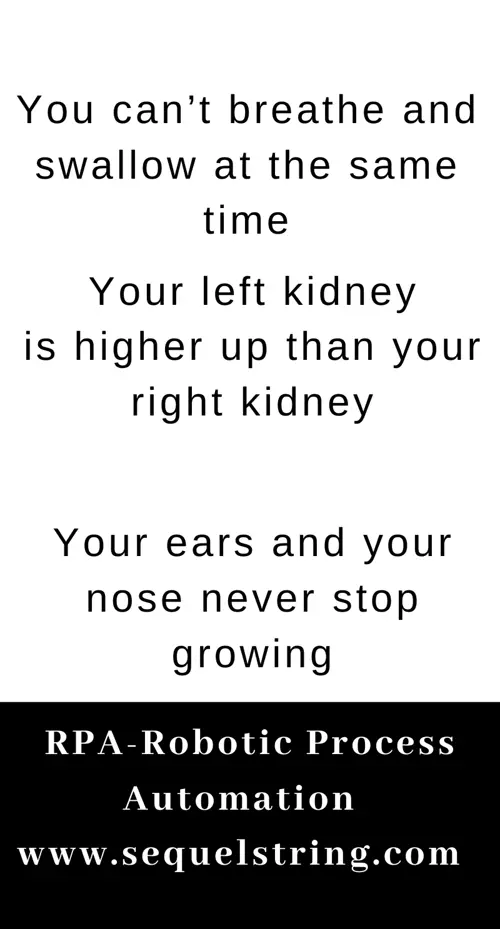 You can’t breathe and
swallow at the same
time
Your left kidney
is higher up than your
right kidney
Your ears and your
nose never stop
growing
RPA-Robotic Process
Automation
www.sequelstring.com